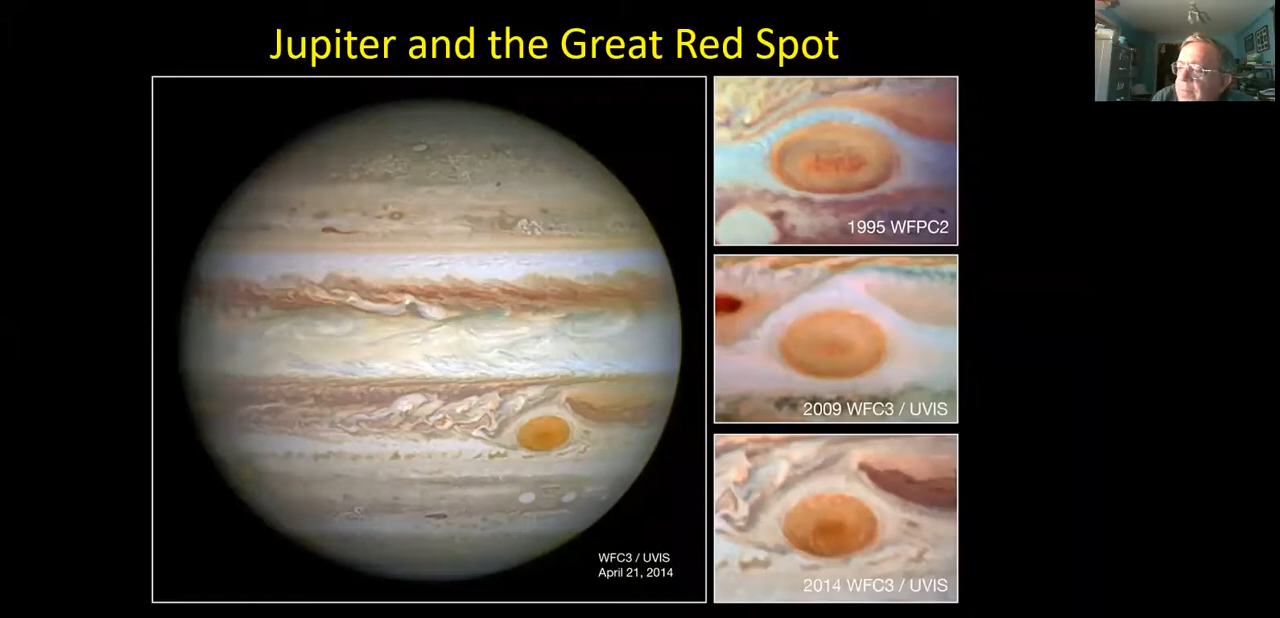 Jupiter and the Great Red Spot
1995 WFPC2
2009 WFC3 / UVIS
WFC3 / UVIS
April 21, 2014
2014 WFC3 / UVIS